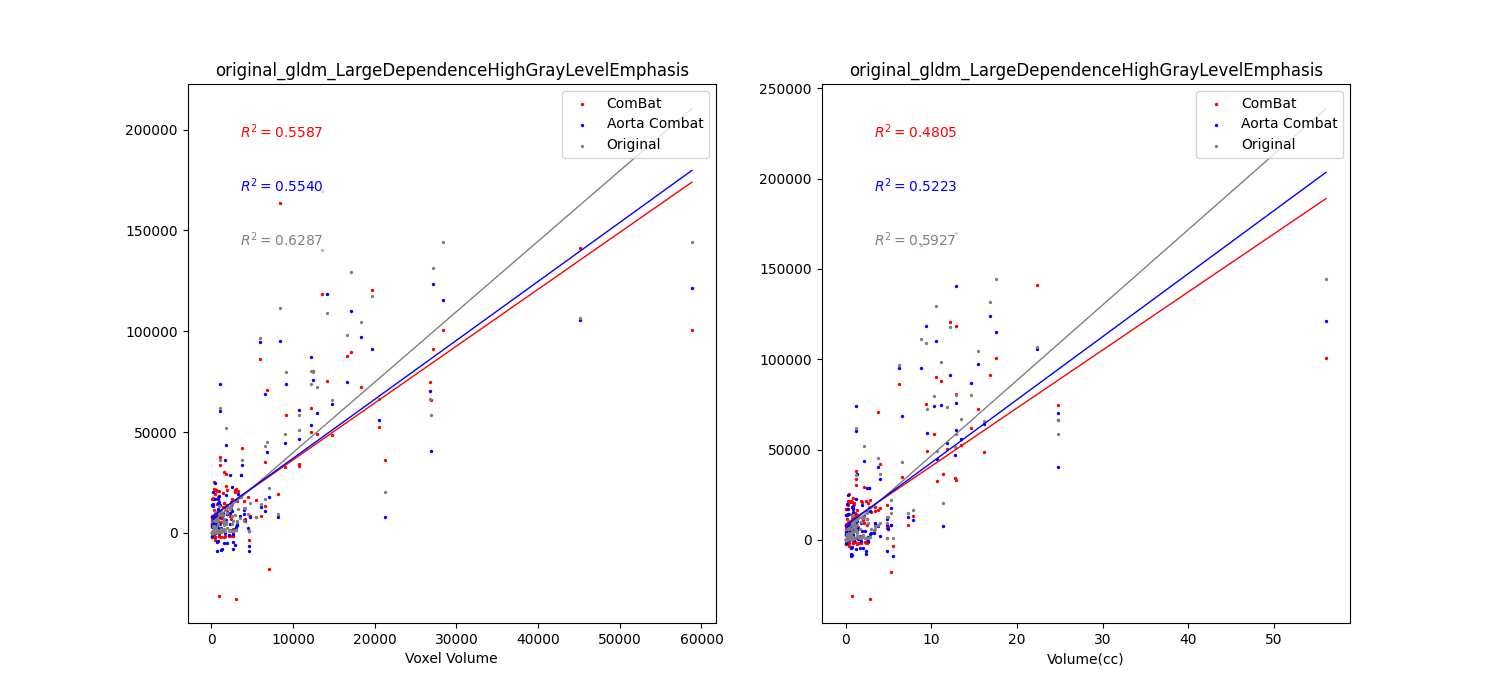 original_gldm_LargeDependenceHighGrayLevelEmphasis
ComBat
Aorta Combat
Original
R² = 0.5587
R² = 0.5540
R² = 0.6287
200000
150000
100000
50000
0
0 10000 20000 30000 40000 50000 60000
Voxel Volume
original_gldm_LargeDependenceHighGrayLevelEmphasis
ComBat
Aorta Combat
Original
R² = 0.4805
R² = 0.5223
R² = 0.5927
250000
200000
150000
100000
50000
0
0 10 20 30 40 50
Volume(cc)